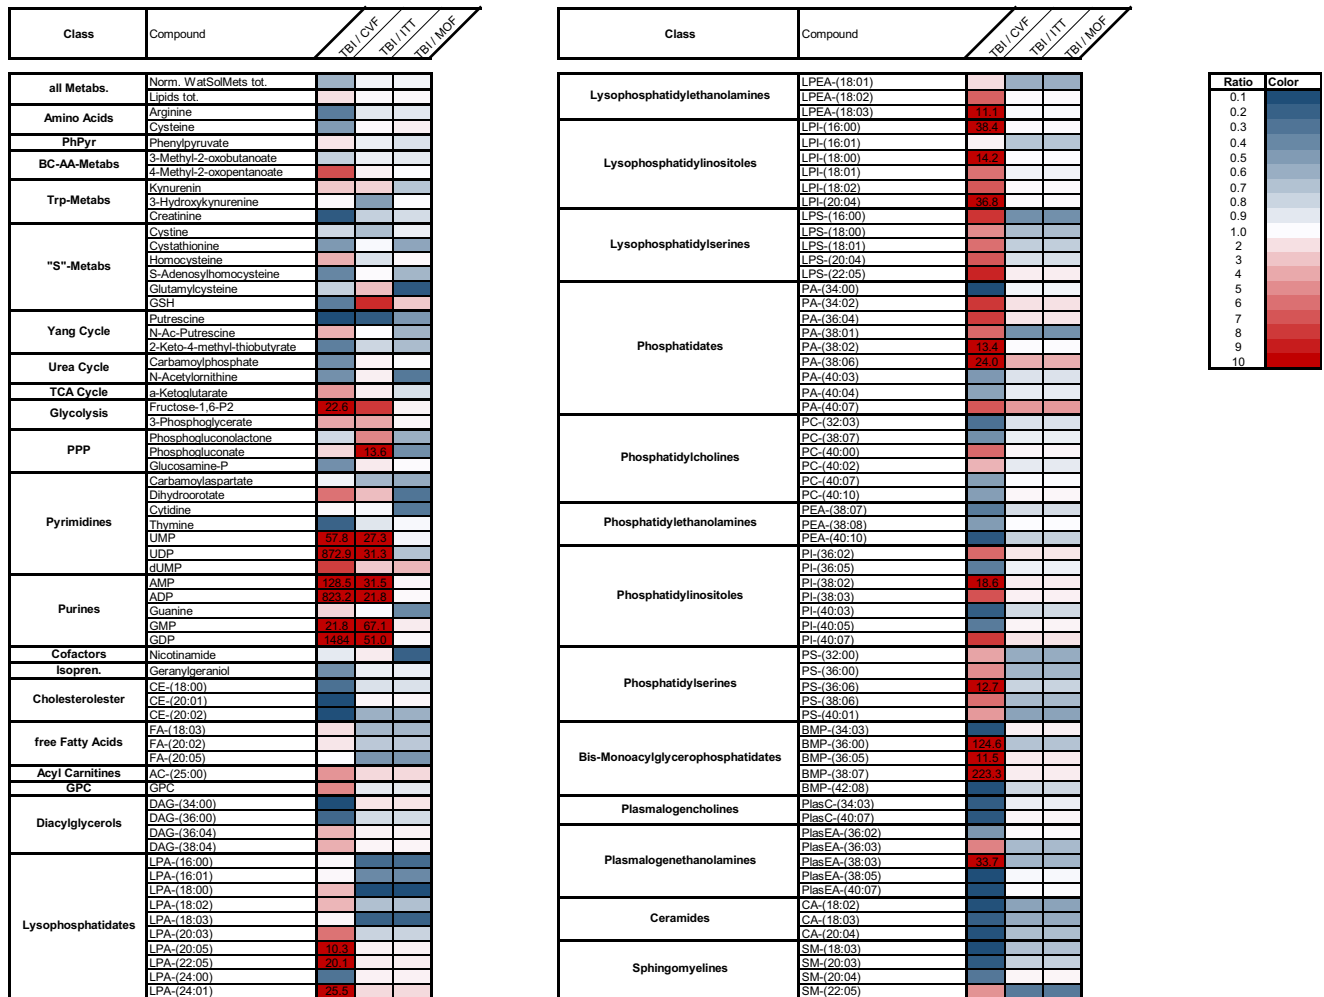 Class Compound TBI / CVF TBI / ITT TBI / MOF
all Metabs.
Norm. WatSolMets tot.
Lipids tot.
Amino Acids
Arginine
Cysteine
PhPyr
Phenylpyruvate
BC-AA-Metabs
3-Methyl-2-oxobutanoate
4-Methyl-2-oxopentanoate
Trp-Metabs
Kynurenin
3-Hydroxykynurenine
Creatinine
"S"-Metabs
Cystine
Cystathionine
Homocysteine
S-Adenosylhomocysteine
Glutamylcysteine
GSH
Yang Cycle
Putrescine
N-Ac-Putrescine
2-Keto-4-methyl-thiobutyrate
Urea Cycle
Carbamoylphosphate
N-Acetylornithine
TCA Cycle
a-Ketoglutarate
Glycolysis
Fructose-1,6-P2 22.6
3-Phosphoglycerate
PPP
Phosphogluconolactone
Phosphogluconate 13.6
Glucosamine-P
Pyrimidines
Carbamoylaspartate
Dihydroorotate
Cytidine
Thymine
UMP 57.8 27.3
UDP 872.9 31.3
dUMP
Purines
AMP 126.5 31.5
ADP 823.2 21.8
Guanine
GMP 21.8 67.1
GDP 1484 51.0
Cofactors
Nicotinamide
Isopren.
Geranylgeraniol
Cholesterolester
CE-(18:00)
CE-(20:01)
CE-(20:02)
free Fatty Acids
FA-(18:03)
FA-(20:02)
FA-(20:05)
Acyl Carnitines
AC-(25:00)
GPC
GPC
Diacylglycerols
DAG-(34:00)
DAG-(36:00)
DAG-(36:04)
DAG-(38:04)
Lysophosphatidates
LPA-(16:00)
LPA-(16:01)
LPA-(18:00)
LPA-(18:02)
LPA-(18:03)
LPA-(20:03)
LPA-(20:05) 10.3
LPA-(22:05) 20.1
LPA-(24:00)
LPA-(24:01) 25.5
Class Compound TBI / CVF TBI / ITT TBI / MOF
Lysophosphatidylethanolamines
LPEA-(18:01)
LPEA-(18:02)
LPEA-(18:03) 11.1
Lysophosphatidylinositoles
LPI-(16:00) 38.4
LPI-(16:01)
LPI-(18:00) 14.2
LPI-(18:01)
LPI-(18:02)
LPI-(20:04) 36.8
Lysophosphatidylserines
LPS-(16:00)
LPS-(18:00)
LPS-(18:01)
LPS-(20:04)
LPS-(22:05)
Phosphatidates
PA-(34:00)
PA-(34:02)
PA-(36:04)
PA-(38:01)
PA-(38:02) 13.4
PA-(38:06) 24.0
PA-(40:03)
PA-(40:04)
PA-(40:07)
Phosphatidylcholines
PC-(32:03)
PC-(38:07)
PC-(40:00)
PC-(40:02)
PC-(40:07)
PC-(40:10)
Phosphatidylethanolamines
PEA-(38:07)
PEA-(38:08)
PEA-(40:10)
Phosphatidylinositoles
PI-(36:02)
PI-(36:05)
PI-(38:02) 18.6
PI-(38:03)
PI-(40:03)
PI-(40:05)
PI-(40:07)
Phosphatidylserines
PS-(32:00)
PS-(36:00)
PS-(36:06) 12.7
PS-(38:06)
PS-(40:01)
Bis-Monoacylglycerophosphatidates
BMP-(34:03)
BMP-(36:00) 124.6
BMP-(36:05) 11.5
BMP-(38:07) 223.3
BMP-(42:08)
Plasmalogencholines
PlasC-(34:03)
PlasC-(40:07)
Plasmalogenethanolamines
PlasEA-(36:02)
PlasEA-(36:03)
PlasEA-(38:03) 33.7
PlasEA-(38:05)
PlasEA-(40:07)
Ceramides
CA-(18:02)
CA-(18:03)
CA-(20:04)
Sphingomyelines
SM-(18:03)
SM-(20:03)
SM-(20:04)
SM-(22:05)
Ratio Color
0.1
0.2
0.3
0.4
0.5
0.6
0.7
0.8
0.9
1.0
2
3
4
5
6
7
8
9
10